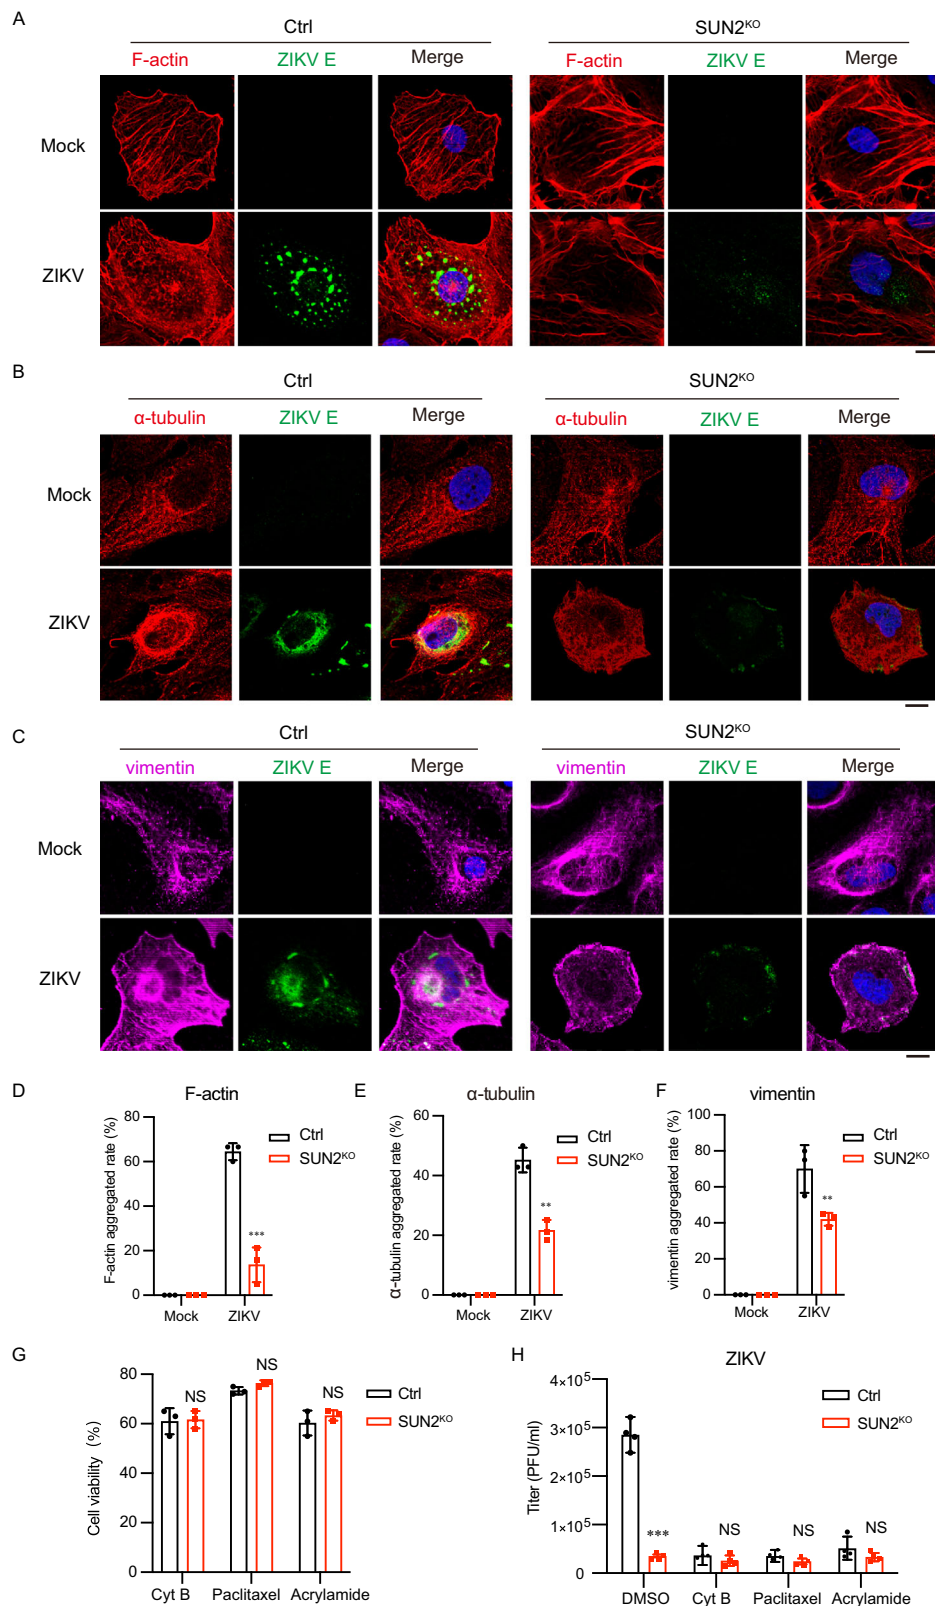 A
Ctrl
SUN2KO
F-actin
ZIKV E
Merge
F-actin
ZIKV E
Merge
Mock
ZIKV
B
Ctrl
SUN2KO
α-tubulin
ZIKV E
Merge
α-tubulin
ZIKV E
Merge
Mock
ZIKV
C
Ctrl
SUN2KO
vimentin
ZIKV E
Merge
vimentin
ZIKV E
Merge
Mock
ZIKV
D
F-actin
F-actin aggregated rate (%)
80
60
40
20
0
***
Mock
ZIKV
Ctrl
SUN2KO
E
α-tubulin
α-tubulin aggregated rate (%)
60
40
20
0
**
Mock
ZIKV
Ctrl
SUN2KO
F
vimentin
vimentin aggregated rate (%)
100
80
60
40
20
0
**
Mock
ZIKV
Ctrl
SUN2KO
G
Cell viability (%)
80
60
40
20
0
NS
NS
NS
Cyt B
Paclitaxel
Acrylamide
Ctrl
SUN2KO
H
ZIKV
Titer (PFU/ml)
4×10⁵
3×10⁵
2×10⁵
1×10⁵
0
***
NS
NS
NS
DMSO
Cyt B
Paclitaxel
Acrylamide
Ctrl
SUN2KO